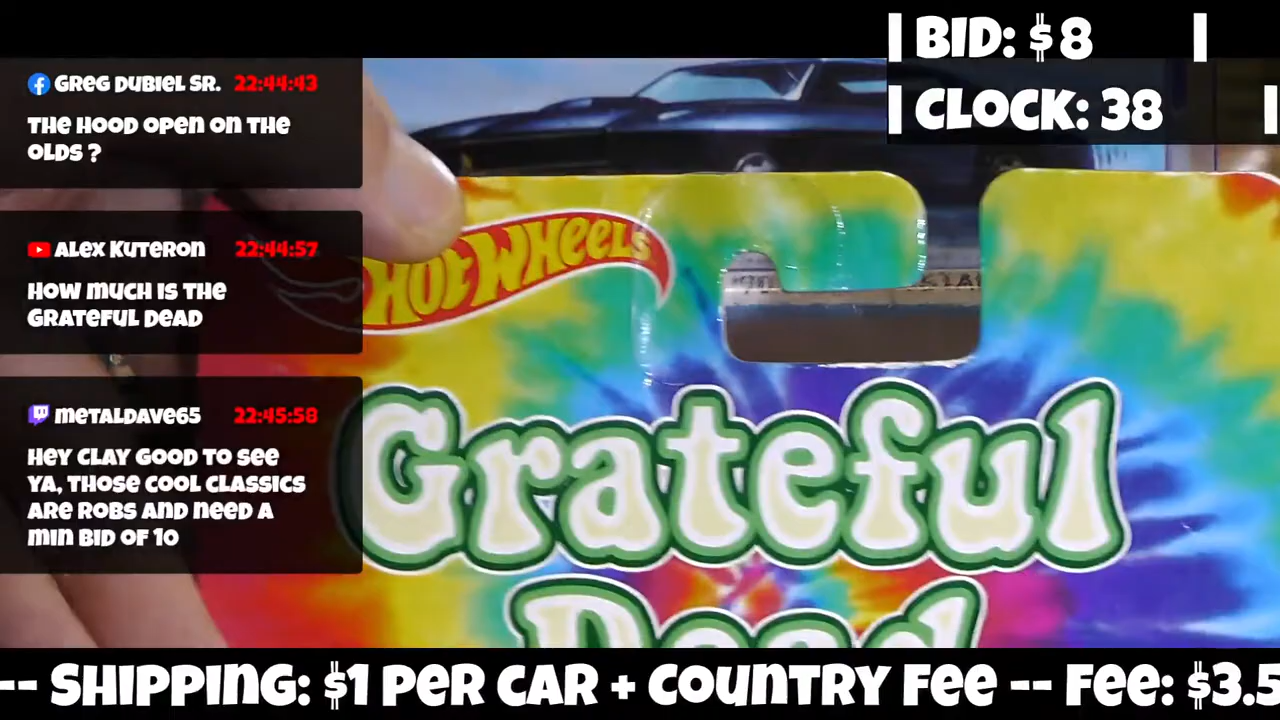 | BID: $8 |
| CLOCK: 38 |
GREG DUBIEL SR. 22:44:43
THE HOOD OPEN ON THE
OLDS ?
ALEX KUTERON 22:44:57
HOW MUCH IS THE
GRATEFUL DEAD
METALDAVE65 22:45:58
HEY CLAY GOOD TO SEE
YA, THOSE COOL CLASSICS
ARE ROBS AND NEED A
MIN BID OF 10
HOT WHEELS
Grateful
Dead
-- SHIPPING: $1 PER CAR + COUNTRY FEE -- FEE: $3.5